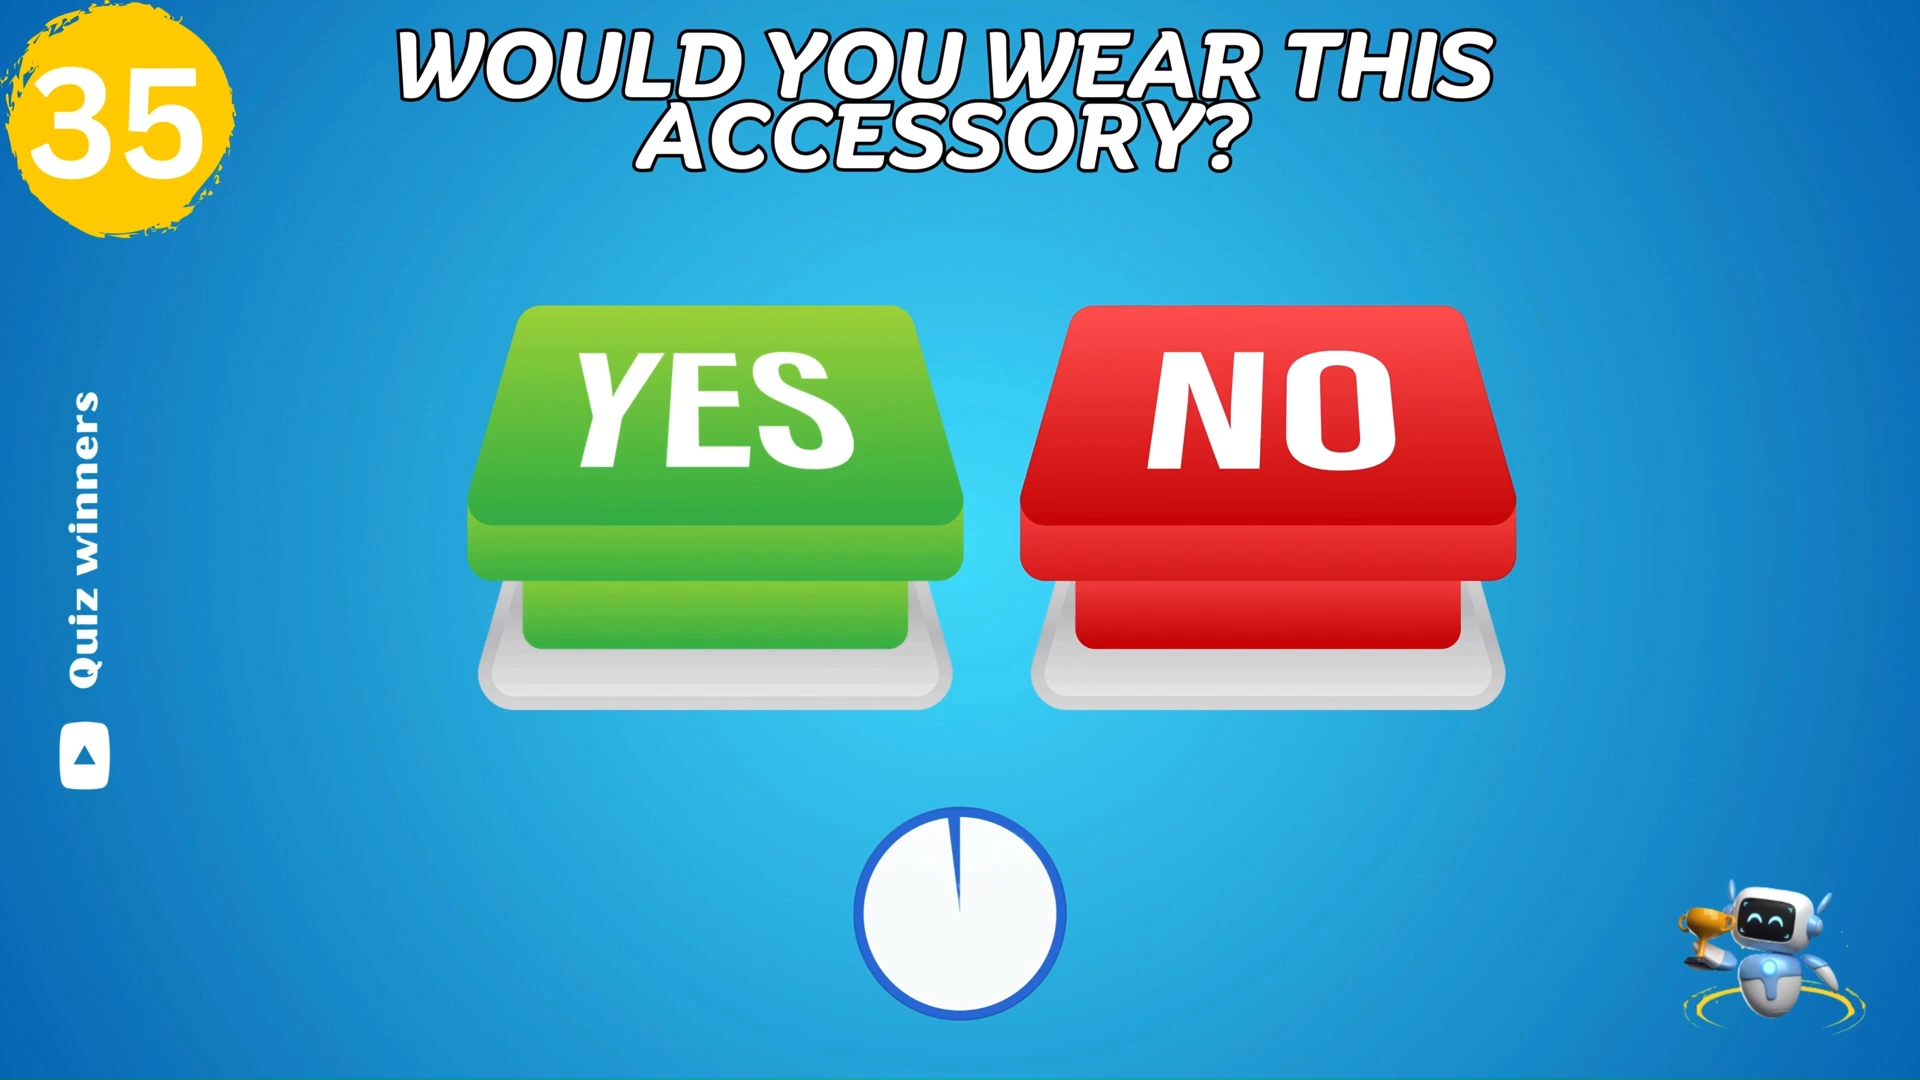 35
WOULD YOU WEAR THIS
ACCESSORY?
YES
NO
Quiz winners